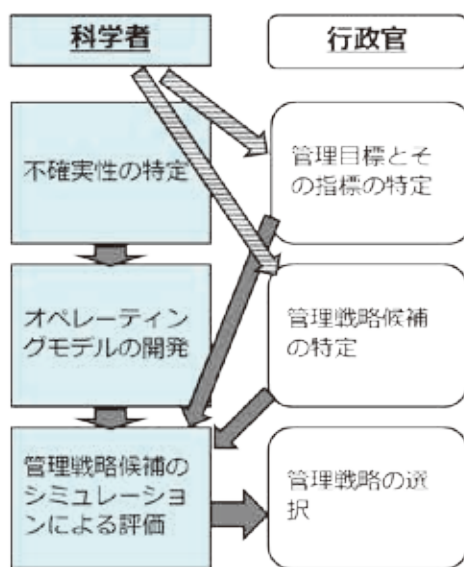 科学者
行政官
不確実性の特定
管理目標とそ
の指標の特定
オペレーティン
グモデルの開発
管理戦略候補
の特定
管理戦略候補の
シミュレーショ
ンによる評価
管理戦略の選
択